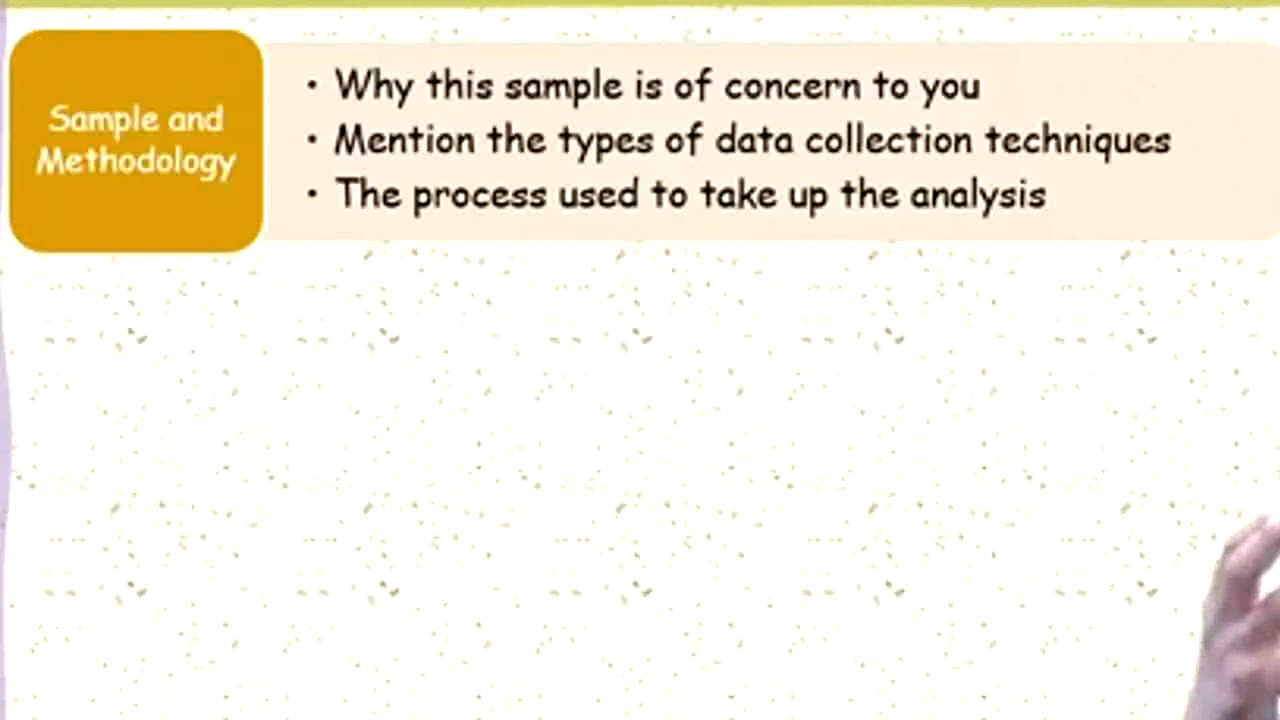 Sample and
Methodology
• Why this sample is of concern to you
• Mention the types of data collection techniques
• The process used to take up the analysis